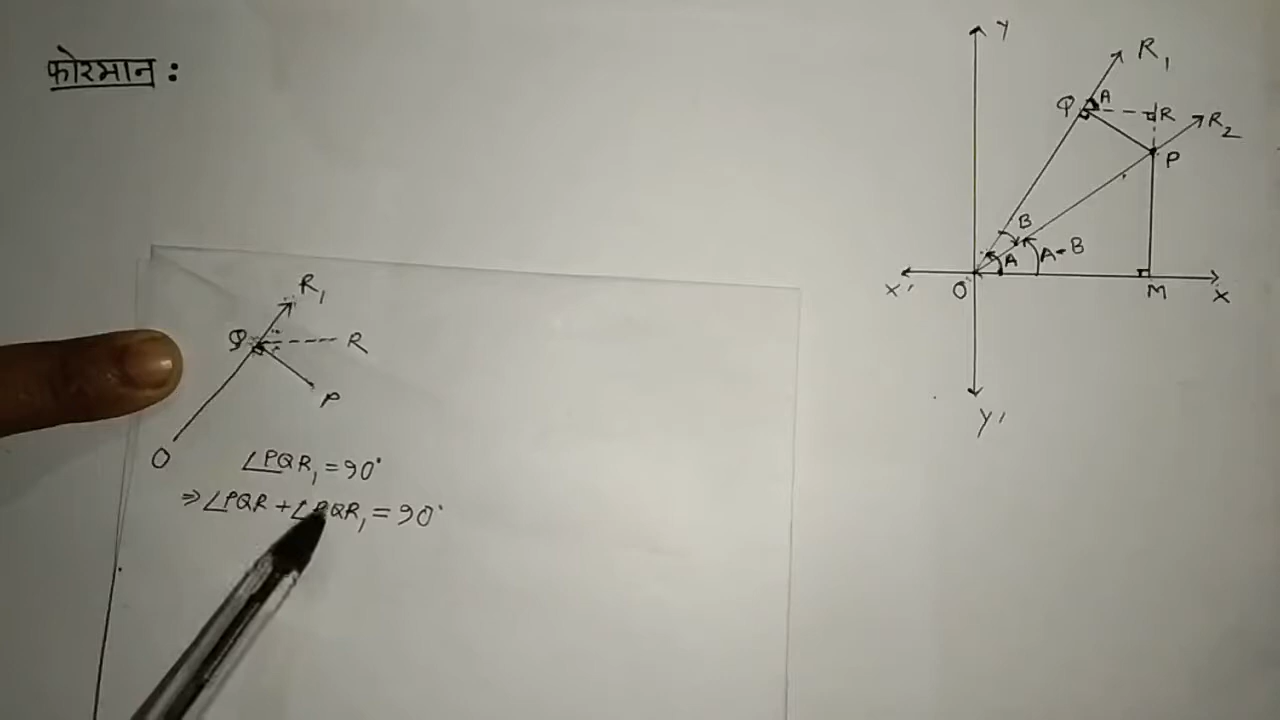 फोरमान :
Y
R₁
Q A
R
R₂
P
B
A-B
A
X'
O
M
X
Y'
R₁
Q
R
P
O
∠PQR₁ = 90°
⇒ ∠PQR + ∠RQR₁ = 90°